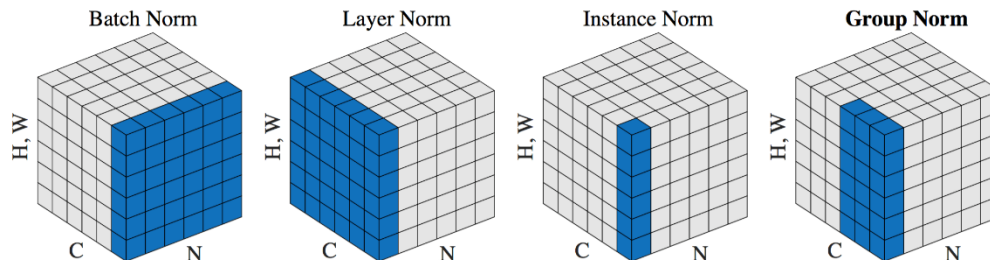 Batch Norm
Layer Norm
Instance Norm
Group Norm
H, W
C
N
H, W
C
N
H, W
C
N
H, W
C
N